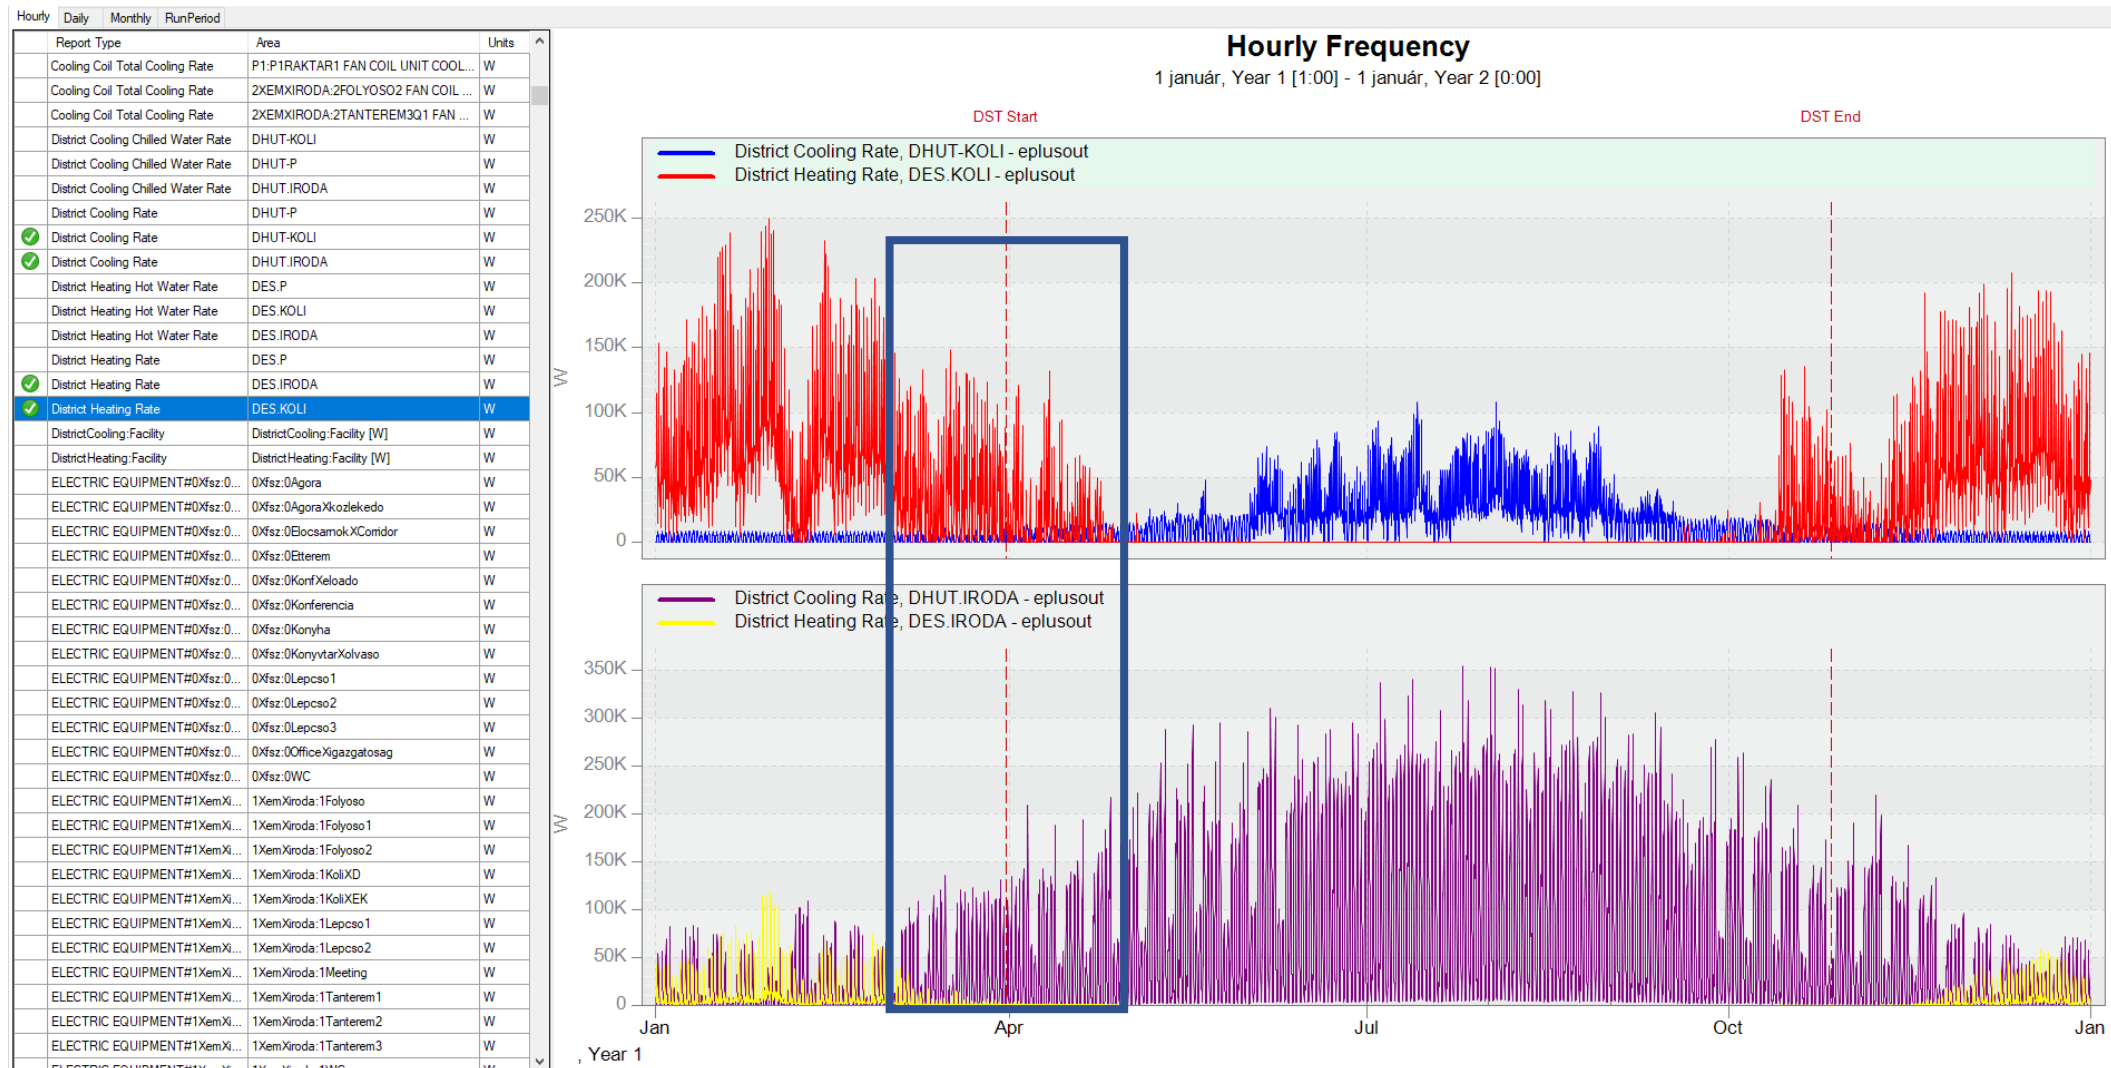 Hourly Daily Monthly RunPeriod
Report Type Area Units
Cooling Coil Total Cooling Rate P1:P1RAKTAR1 FAN COIL UNIT COOL... W
Cooling Coil Total Cooling Rate 2XEMXIRODA:2FOLYOSO2 FAN COIL ... W
Cooling Coil Total Cooling Rate 2XEMXIRODA:2TANTEREM3Q1 FAN ... W
District Cooling Chilled Water Rate DHUT-KOLI W
District Cooling Chilled Water Rate DHUT-P W
District Cooling Chilled Water Rate DHUT.IRODA W
District Cooling Rate DHUT-P W
District Cooling Rate DHUT-KOLI W
District Cooling Rate DHUT.IRODA W
District Heating Hot Water Rate DES.P W
District Heating Hot Water Rate DES.KOLI W
District Heating Hot Water Rate DES.IRODA W
District Heating Rate DES.P W
District Heating Rate DES.IRODA W
District Heating Rate DES.KOLI W
DistrictCooling:Facility DistrictCooling:Facility [W] W
DistrictHeating:Facility DistrictHeating:Facility [W] W
ELECTRIC EQUIPMENT#0Xfsz:0... 0Xfsz:0Agora W
ELECTRIC EQUIPMENT#0Xfsz:0... 0Xfsz:0AgoraXkozlekedo W
ELECTRIC EQUIPMENT#0Xfsz:0... 0Xfsz:0ElocsarnokXCorridor W
ELECTRIC EQUIPMENT#0Xfsz:0... 0Xfsz:0Etterem W
ELECTRIC EQUIPMENT#0Xfsz:0... 0Xfsz:0KonfXeloado W
ELECTRIC EQUIPMENT#0Xfsz:0... 0Xfsz:0Konferencia W
ELECTRIC EQUIPMENT#0Xfsz:0... 0Xfsz:0Konyha W
ELECTRIC EQUIPMENT#0Xfsz:0... 0Xfsz:0KonyvtarXolvaso W
ELECTRIC EQUIPMENT#0Xfsz:0... 0Xfsz:0Lepcso1 W
ELECTRIC EQUIPMENT#0Xfsz:0... 0Xfsz:0Lepcso2 W
ELECTRIC EQUIPMENT#0Xfsz:0... 0Xfsz:0Lepcso3 W
ELECTRIC EQUIPMENT#0Xfsz:0... 0Xfsz:0OfficeXigazgatosag W
ELECTRIC EQUIPMENT#0Xfsz:0... 0Xfsz:0WC W
ELECTRIC EQUIPMENT#1XemXi... 1XemXiroda:1Folyoso W
ELECTRIC EQUIPMENT#1XemXi... 1XemXiroda:1Folyoso1 W
ELECTRIC EQUIPMENT#1XemXi... 1XemXiroda:1Folyoso2 W
ELECTRIC EQUIPMENT#1XemXi... 1XemXiroda:1KoliXD W
ELECTRIC EQUIPMENT#1XemXi... 1XemXiroda:1KoliXEK W
ELECTRIC EQUIPMENT#1XemXi... 1XemXiroda:1Lepcso1 W
ELECTRIC EQUIPMENT#1XemXi... 1XemXiroda:1Lepcso2 W
ELECTRIC EQUIPMENT#1XemXi... 1XemXiroda:1Meeting W
ELECTRIC EQUIPMENT#1XemXi... 1XemXiroda:1Tanterem1 W
ELECTRIC EQUIPMENT#1XemXi... 1XemXiroda:1Tanterem2 W
ELECTRIC EQUIPMENT#1XemXi... 1XemXiroda:1Tanterem3 W
Hourly Frequency
1 január, Year 1 [1:00] - 1 január, Year 2 [0:00]
DST Start DST End
District Cooling Rate, DHUT-KOLI - eplusout
District Heating Rate, DES.KOLI - eplusout
250K
200K
150K
W
100K
50K
0
District Cooling Rate, DHUT.IRODA - eplusout
District Heating Rate, DES.IRODA - eplusout
350K
300K
250K
200K
W
150K
100K
50K
0
Jan Apr Jul Oct Jan
, Year 1